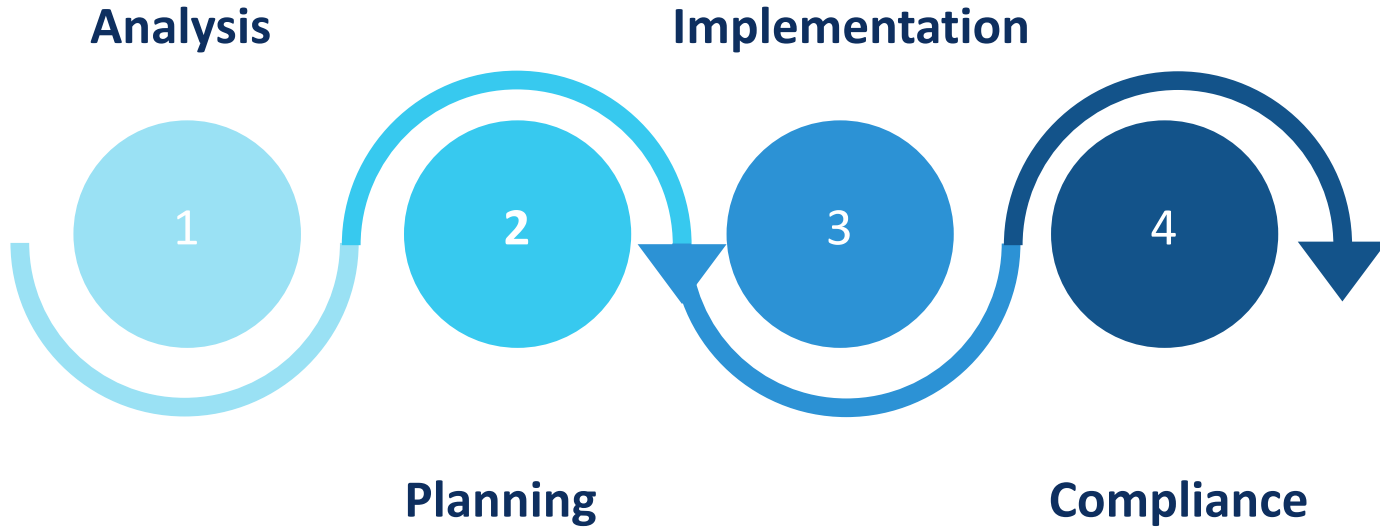 Analysis
Implementation
1
2
3
4
Planning
Compliance